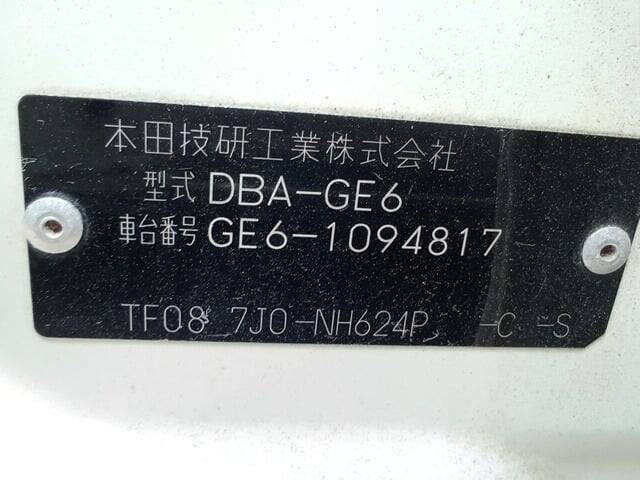 本田技研工業株式会社
型式 DBA-GE6
車台番号 GE6-1094817
TF08 7J0-NH624P -C -S